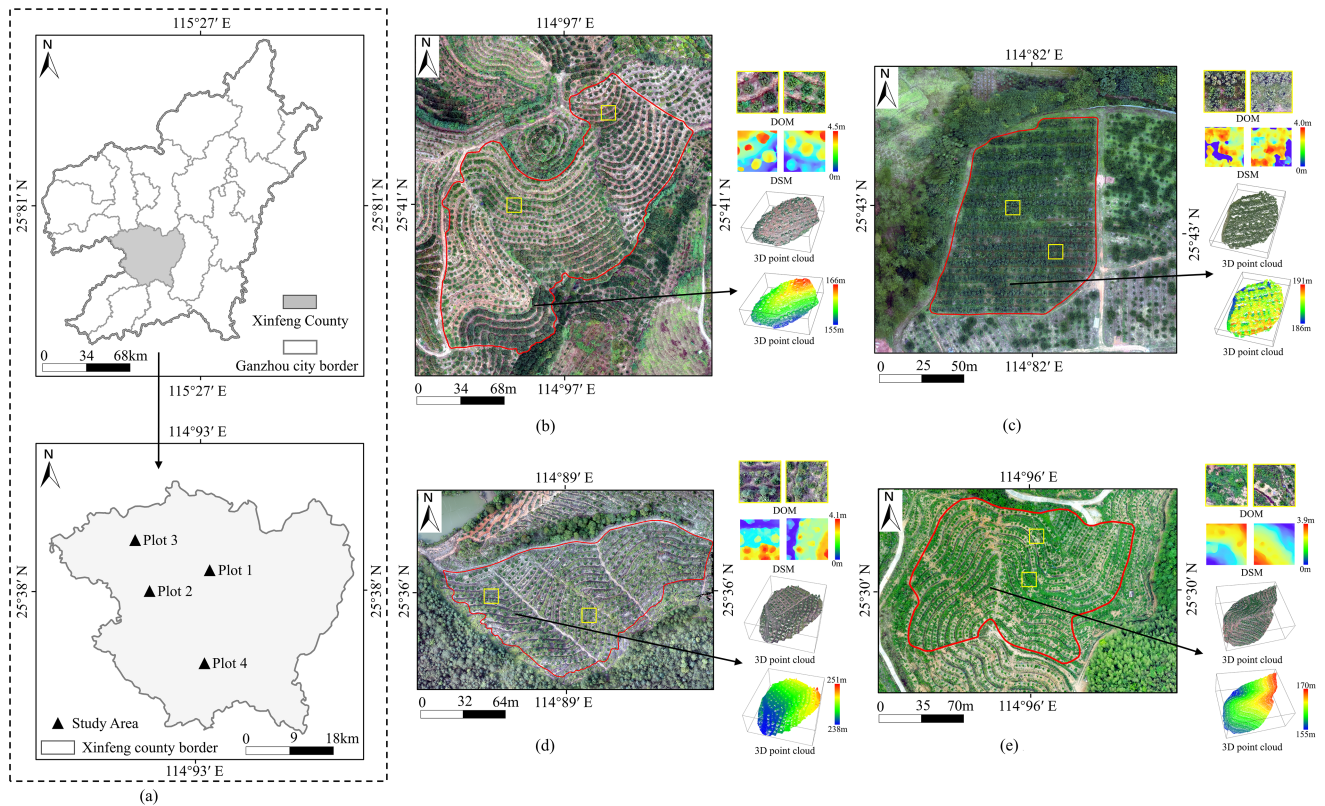 115°27′ E
N
25°81′ N
25°81′ N
Xinfeng County
Ganzhou city border
0 34 68km
115°27′ E
114°93′ E
N
Plot 3
Plot 1
Plot 2
Plot 4
25°38′ N
25°38′ N
Study Area
Xinfeng county border
0 9 18km
114°93′ E
(a)
114°97′ E
N
25°41′ N
25°41′ N
DOM
4.5m
0m
DSM
3D point cloud
166m
155m
3D point cloud
0 34 68m
114°97′ E
(b)
114°82′ E
N
25°43′ N
25°43′ N
DOM
4.0m
0m
DSM
3D point cloud
191m
186m
3D point cloud
0 25 50m
114°82′ E
(c)
114°89′ E
N
25°36′ N
25°36′ N
DOM
4.1m
0m
DSM
3D point cloud
251m
238m
3D point cloud
0 32 64m
114°89′ E
(d)
114°96′ E
N
25°30′ N
25°30′ N
DOM
3.9m
0m
DSM
3D point cloud
170m
155m
3D point cloud
0 35 70m
114°96′ E
(e)